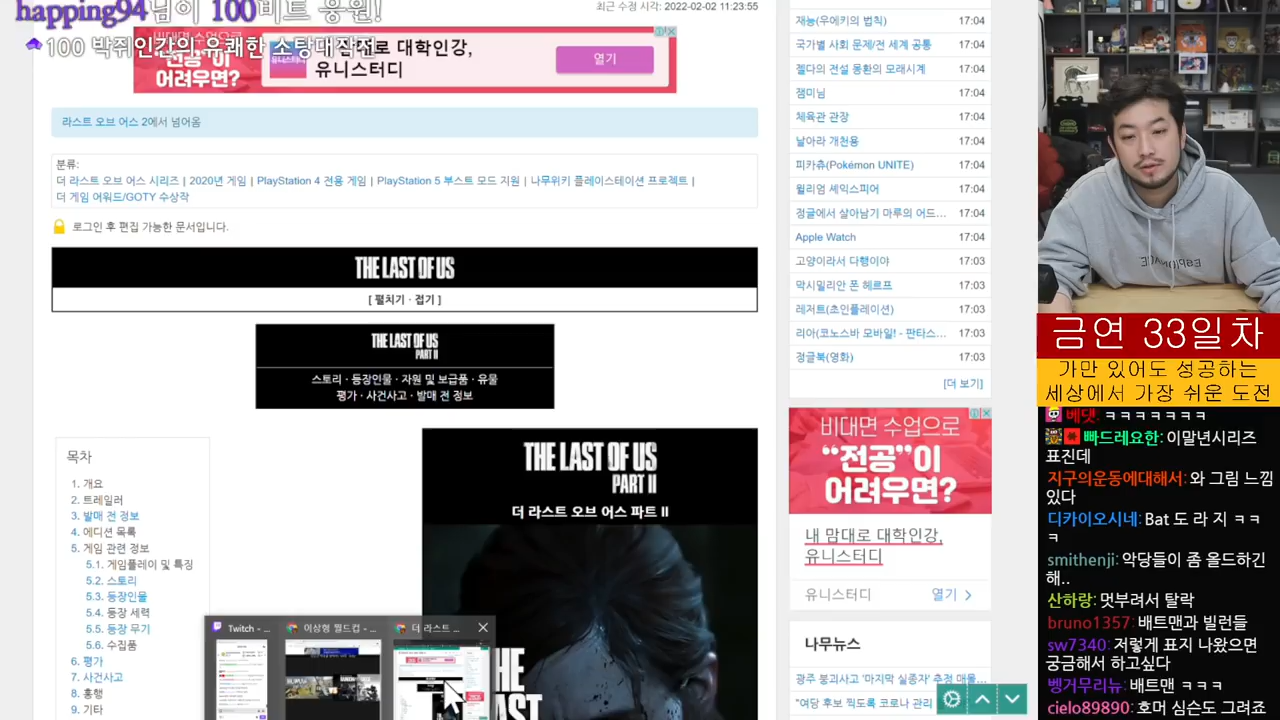 happing94님이 100비트 응원!
100 박쥐인간의 유쾌한 소탕대작전
최근 수정 시각: 2022-02-02 11:23:55
비대면 수업으로
"전공"이
어려우면?
내 맘대로 대학인강,
유니스터디
열기
라스트 오브 어스 2에서 넘어옴
분류:
더 라스트 오브 어스 시리즈 | 2020년 게임 | PlayStation 4 전용 게임 | PlayStation 5 부스트 모드 지원 | 나무위키 플레이스테이션 프로젝트 |
더 게임 어워드/GOTY 수상작
로그인 후 편집 가능한 문서입니다.
THE LAST OF US
[ 펼치기 · 접기 ]
THE LAST OF US
PART II
스토리 · 등장인물 · 자원 및 보급품 · 유물
평가 · 사건사고 · 발매 전 정보
목차
1. 개요
2. 트레일러
3. 발매 전 정보
4. 에디션 목록
5. 게임 관련 정보
5.1. 게임플레이 및 특징
5.2. 스토리
5.3. 등장인물
5.4. 등장 세력
5.5. 등장 무기
5.6. 수집품
6. 평가
7. 사건사고
8. 흥행
9. 기타
THE LAST OF US
PART II
더 라스트 오브 어스 파트 II
THE
LAST
Twitch - ...
이상형 월드컵 - ...
더 라스트 ...
재능(우에키의 법칙) 17:04
국가별 사회 문제/전 세계 공통 17:04
젤다의 전설 몽환의 모래시계 17:04
잼미님 17:04
체육관 관장 17:04
날아라 개천용 17:04
피카츄(Pokémon UNITE) 17:04
윌리엄 셰익스피어 17:04
정글에서 살아남기 마루의 어드... 17:04
Apple Watch 17:04
고양이라서 다행이야 17:03
막시밀리안 폰 헤르프 17:03
레저트(초인플레이션) 17:03
리아(코노스바 모바일! - 판타스... 17:03
정글북(영화) 17:03
[더 보기]
비대면 수업으로
"전공"이
어려우면?
내 맘대로 대학인강,
유니스터디
유니스터디 열기
나무뉴스
광주 붕괴사고 '마지막 실종자' 추정 대물...
"여당 후보 찍도록 코로나 관리
금연 33일차
가만 있어도 성공하는
세상에서 가장 쉬운 도전
베댓: ㅋㅋㅋㅋㅋㅋㅋ
빠드레요한: 이말년시리즈
표진데
지구의운동에대해서: 와 그림 느낌
있다
디카이오시네: Bat 도 라 지 ㅋㅋ
ㅋ
smithenji: 악당들이 좀 올드하긴
해..
산하랑: 멋부려서 탈락
bruno1357: 배트맨과 빌런들
sw7340: 저렇게 표지 나왔으면
궁금해서 하고싶다
벙거무리뉴: 배트맨 ㅋㅋㅋ
cielo89890: 호머 심슨도 그려죠